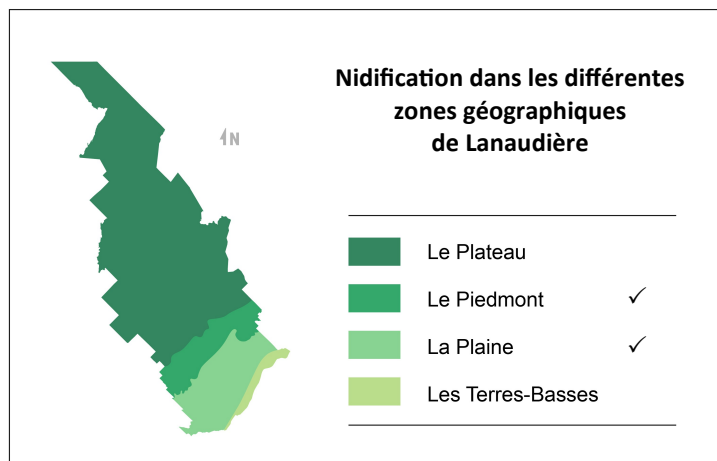 Nidification dans les différentes
zones géographiques
de Lanaudière
N
Le Plateau
Le Piedmont ✓
La Plaine ✓
Les Terres-Basses